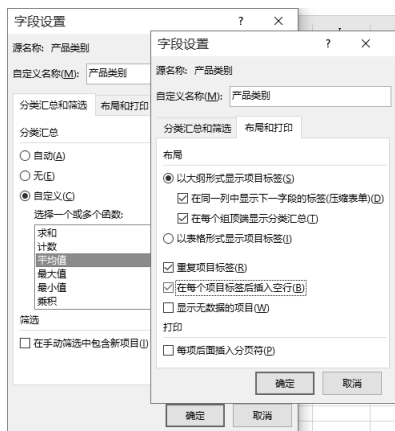 字段设置 ? ×
源名称: 产品类别
自定义名称(M): 产品类别
分类汇总和筛选 布局和打印
分类汇总
自动(A)
无(E)
自定义(C)
选择一个或多个函数:
求和
计数
平均值
最大值
最小值
乘积
筛选
在手动筛选中包含新项目(I)
确定 取消
字段设置 ? ×
源名称: 产品类别
自定义名称(M): 产品类别
分类汇总和筛选 布局和打印
布局
以大纲形式显示项目标签(S)
在同一列中显示下一字段的标签(压缩表单)(D)
在每个组顶端显示分类汇总(T)
以表格形式显示项目标签(I)
重复项目标签(R)
在每个项目标签后插入空行(B)
显示无数据的项目(W)
打印
每项后面插入分页符(P)
确定 取消